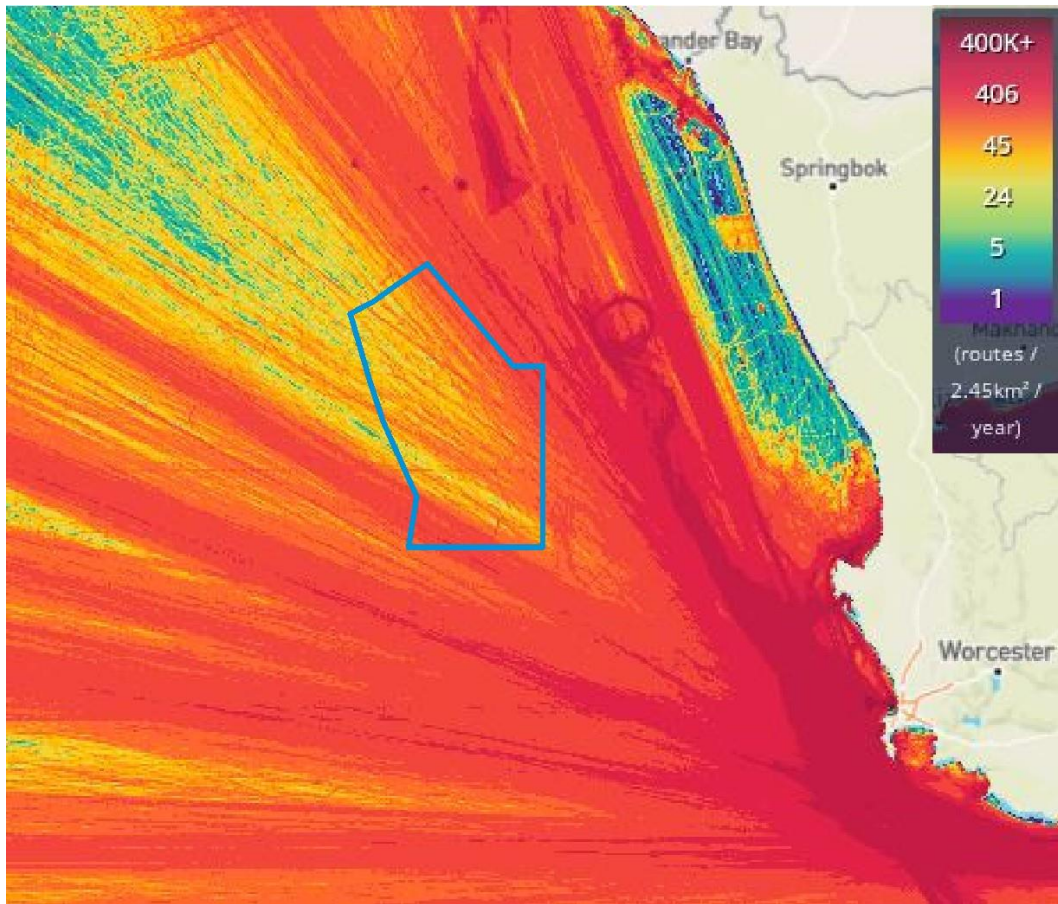 ander Bay
Springbok
Worcester
400K+
406
45
24
5
1
(routes /
2.45km² /
year)